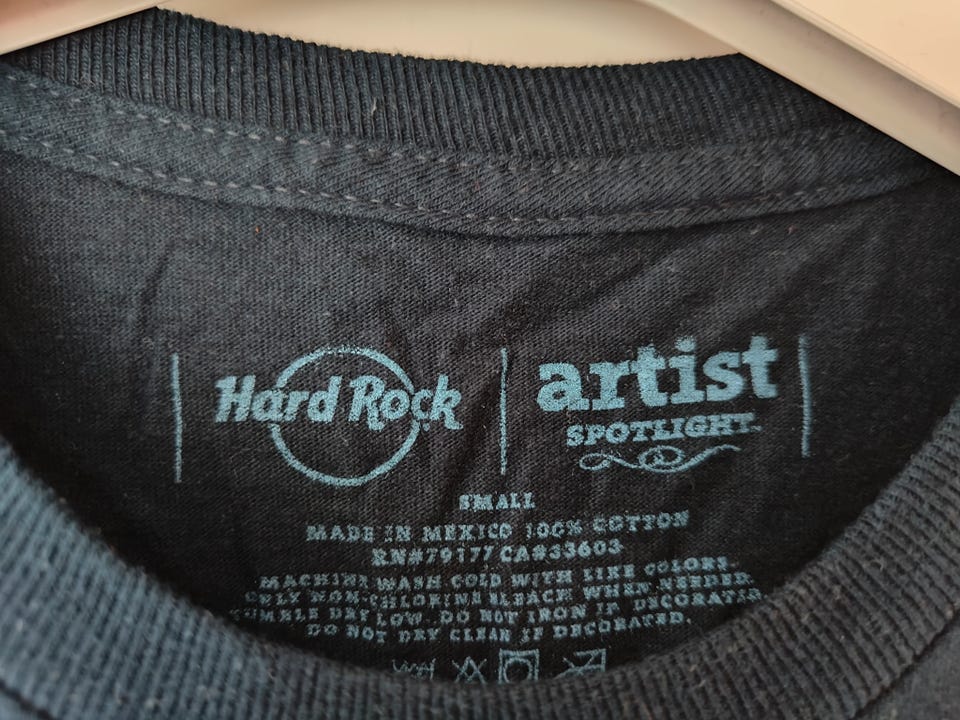 Hard Rock
artist
SPOTLIGHT
SMALL
MADE IN MEXICO 100% COTTON
RN#79177 CA#33603
MACHINE WASH COLD WITH LIKE COLORS.
ONLY NON-CHLORINE BLEACH WHEN NEEDED.
TUMBLE DRY LOW. DO NOT IRON IF DECORATED.
DO NOT DRY CLEAN IF DECORATED.